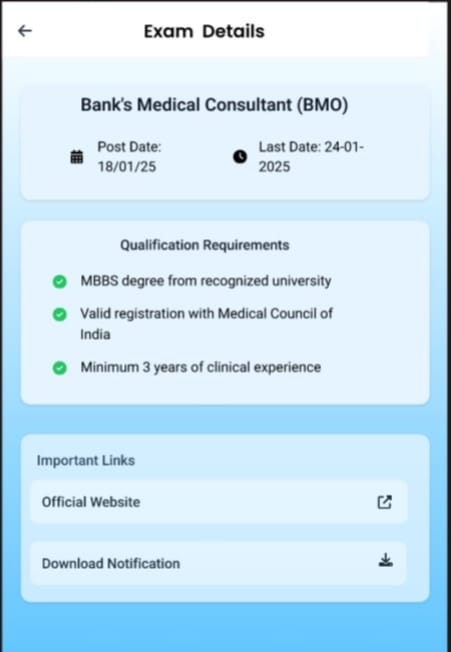 Exam Details
Bank's Medical Consultant (BMO)
Post Date:
18/01/25
Last Date: 24-01-
2025
Qualification Requirements
MBBS degree from recognized university
Valid registration with Medical Council of
India
Minimum 3 years of clinical experience
Important Links
Official Website
Download Notification